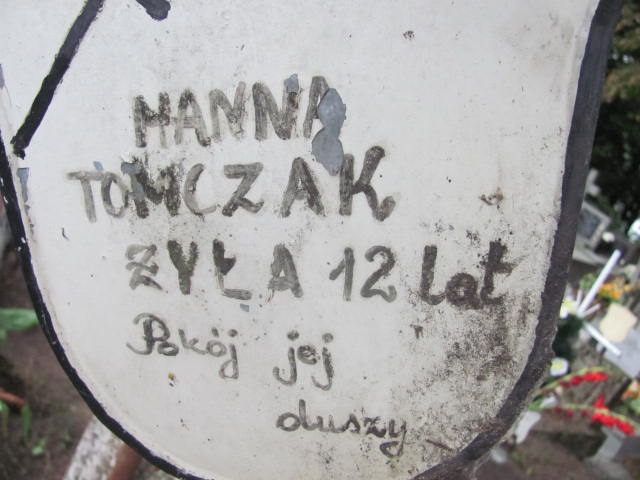 HANNA
TOMCZAK
ŻYŁA 12 lat
Pokój jej
duszy